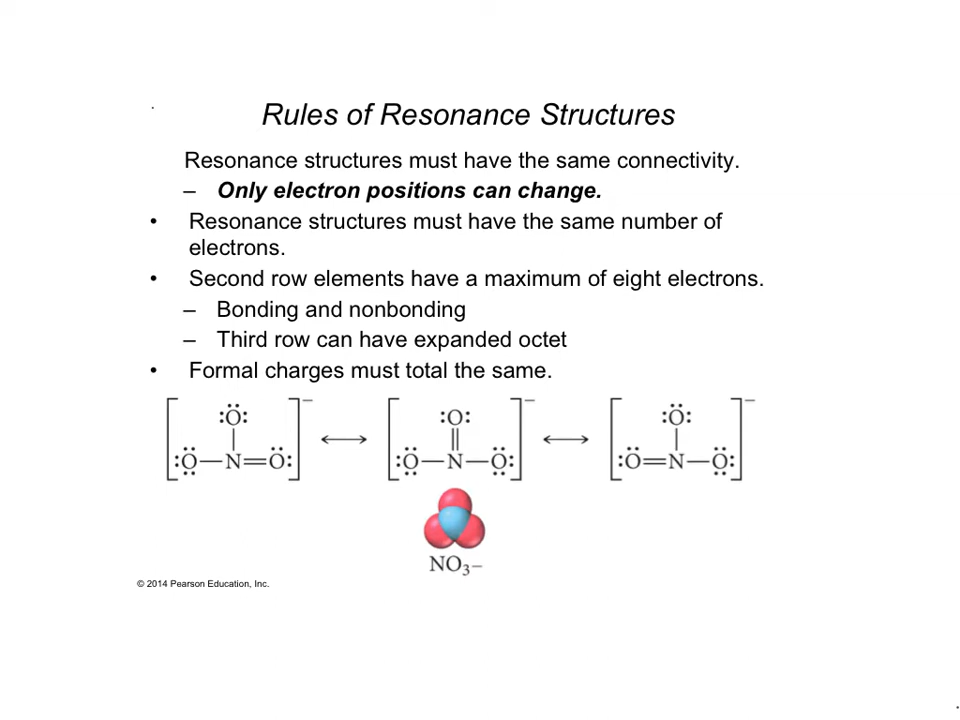 Rules of Resonance Structures
Resonance structures must have the same connectivity.
– Only electron positions can change.
• Resonance structures must have the same number of
electrons.
• Second row elements have a maximum of eight electrons.
– Bonding and nonbonding
– Third row can have expanded octet
• Formal charges must total the same.
:Ö: − :O: − :Ö: −
:Ö—N=Ö: ⟷ :Ö—N—Ö: ⟷ :Ö=N—Ö:
NO₃−
© 2014 Pearson Education, Inc.